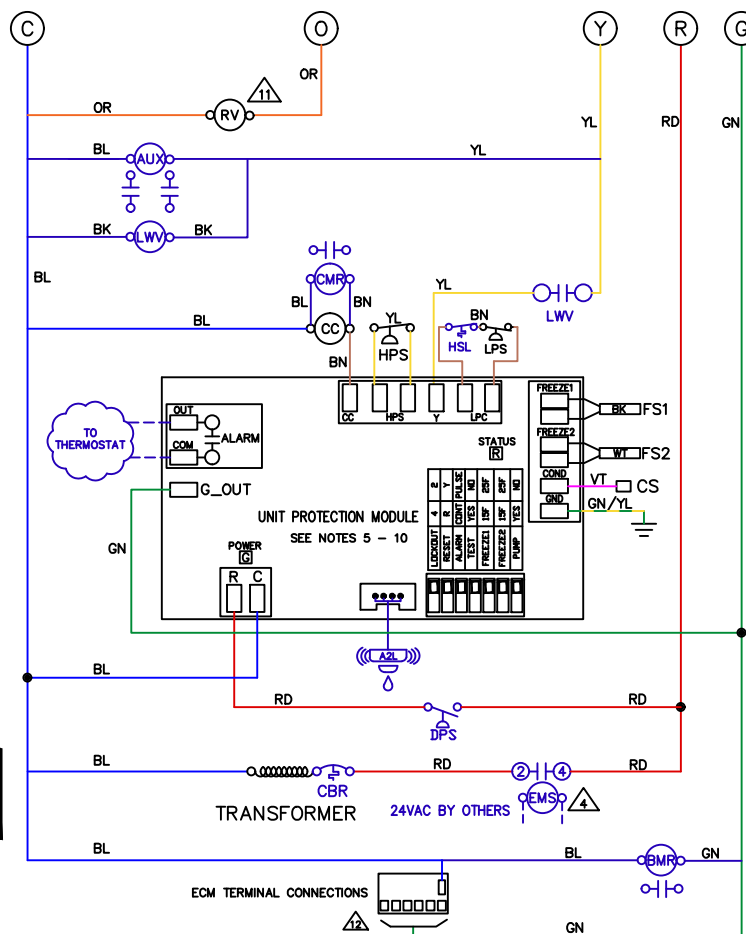 C O Y R G
OR
11
OR RV
YL RD GN
BL AUX YL
BK LWV BK
BL
CMR
BL BN YL
BL CC YL BN LWV
HPS HSL LPS
BN
CC HPS Y LPC
FREEZE1
BK FS1
OUT
TO THERMOSTAT
ALARM
COM
STATUS
R
FREEZE2
WT FS2
COND VT CS
G_OUT
GND GN/YL
UNIT PROTECTION MODULE
SEE NOTES 5 - 10
LOCKOUT 4 2
RESET R Y
ALARM CONT PULSE
TEST YES NO
FREEZE1 15F 25F
FREEZE2 15F 25F
PUMP YES NO
GN
POWER
G
R C
A2L
BL
RD RD
DPS
BL RD 2 4 RD
CBR
TRANSFORMER
24VAC BY OTHERS EMS 4
BL
BL BMR GN
ECM TERMINAL CONNECTIONS
12
GN